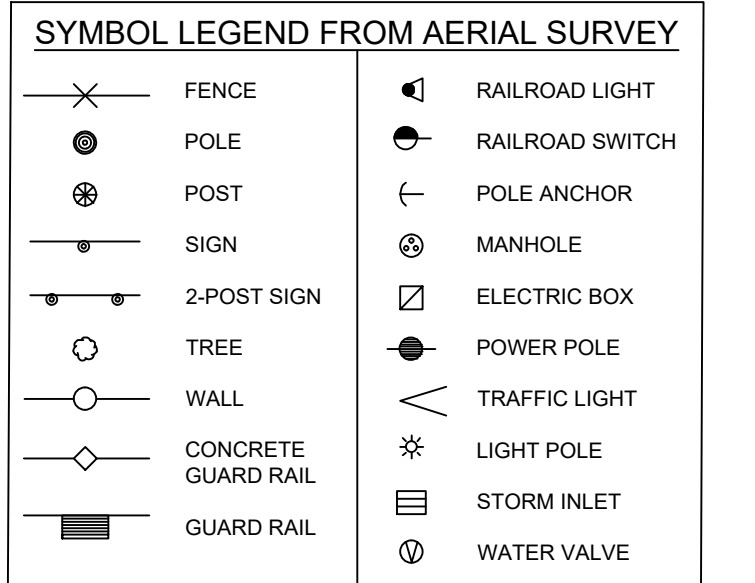 SYMBOL LEGEND FROM AERIAL SURVEY
FENCE
POLE
POST
SIGN
2-POST SIGN
TREE
WALL
CONCRETE
GUARD RAIL
GUARD RAIL
RAILROAD LIGHT
RAILROAD SWITCH
POLE ANCHOR
MANHOLE
ELECTRIC BOX
POWER POLE
TRAFFIC LIGHT
LIGHT POLE
STORM INLET
WATER VALVE